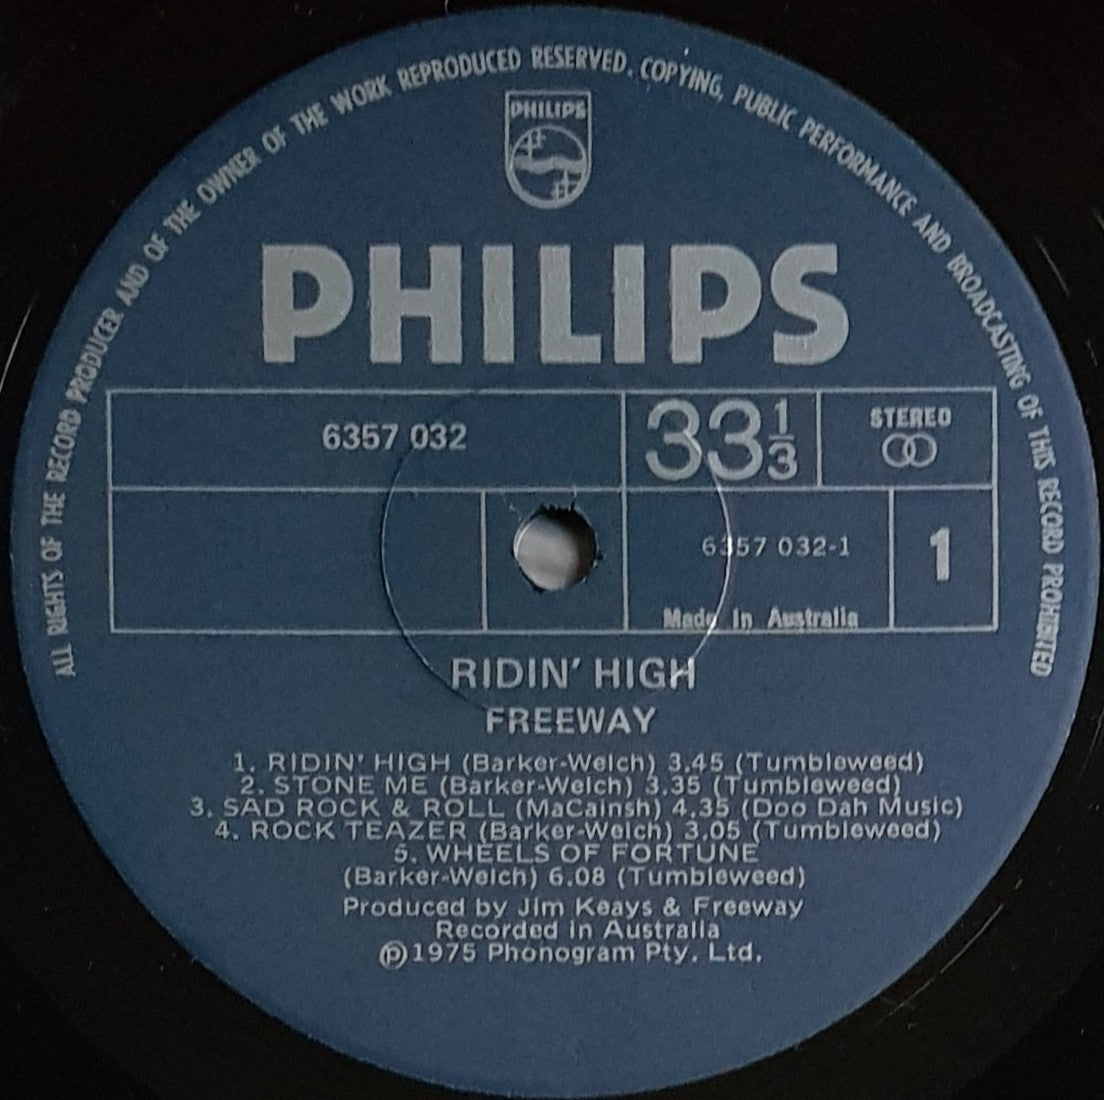 ALL RIGHTS OF THE RECORD PRODUCER AND OF THE OWNER OF THE WORK REPRODUCED RESERVED. COPYING, PUBLIC PERFORMANCE AND BROADCASTING OF THIS RECORD PROHIBITED
PHILIPS
PHILIPS
6357 032
33 1/3
STEREO
6357 032-1
1
Made in Australia
RIDIN' HIGH
FREEWAY
1. RIDIN' HIGH (Barker-Welch) 3.45 (Tumbleweed)
2. STONE ME (Barker-Welch) 3.35 (Tumbleweed)
3. SAD ROCK & ROLL (MaCainsh) 4.35 (Doo Dah Music)
4. ROCK TEAZER (Barker-Welch) 3.05 (Tumbleweed)
5. WHEELS OF FORTUNE
(Barker-Welch) 6.08 (Tumbleweed)
Produced by Jim Keays & Freeway
Recorded in Australia
℗1975 Phonogram Pty. Ltd.